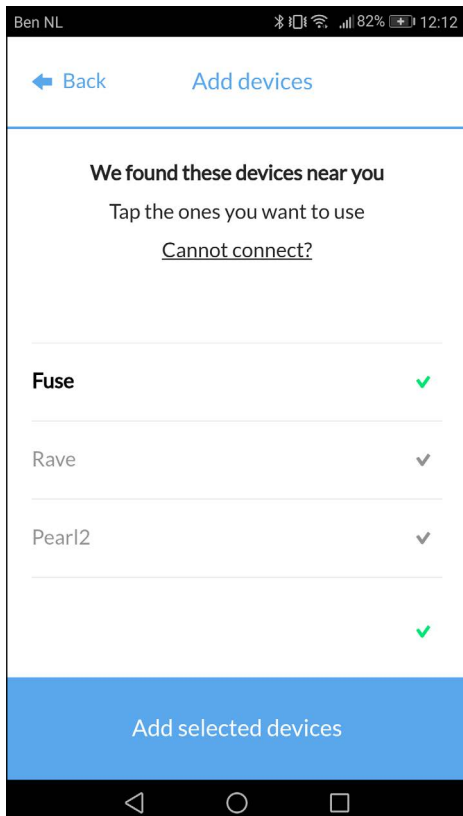 Ben NL 82% 12:12
Back Add devices
We found these devices near you
Tap the ones you want to use
Cannot connect?
Fuse
Rave
Pearl2
Add selected devices